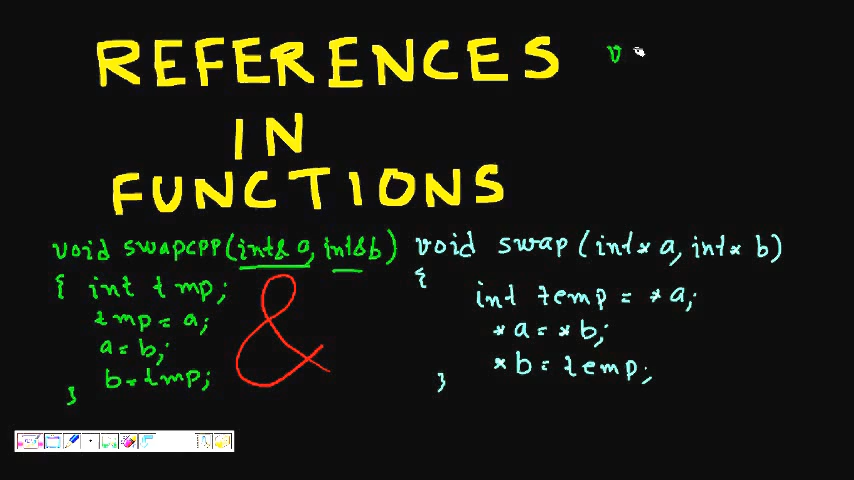 REFERENCES
v
IN
FUNCTIONS
void swapcpp(int& a, int&b)
{ int tmp;
tmp = a;
a = b;
b = tmp;
}
&
void swap (int* a, int* b)
{
int temp = *a;
*a = *b;
*b = temp;
}